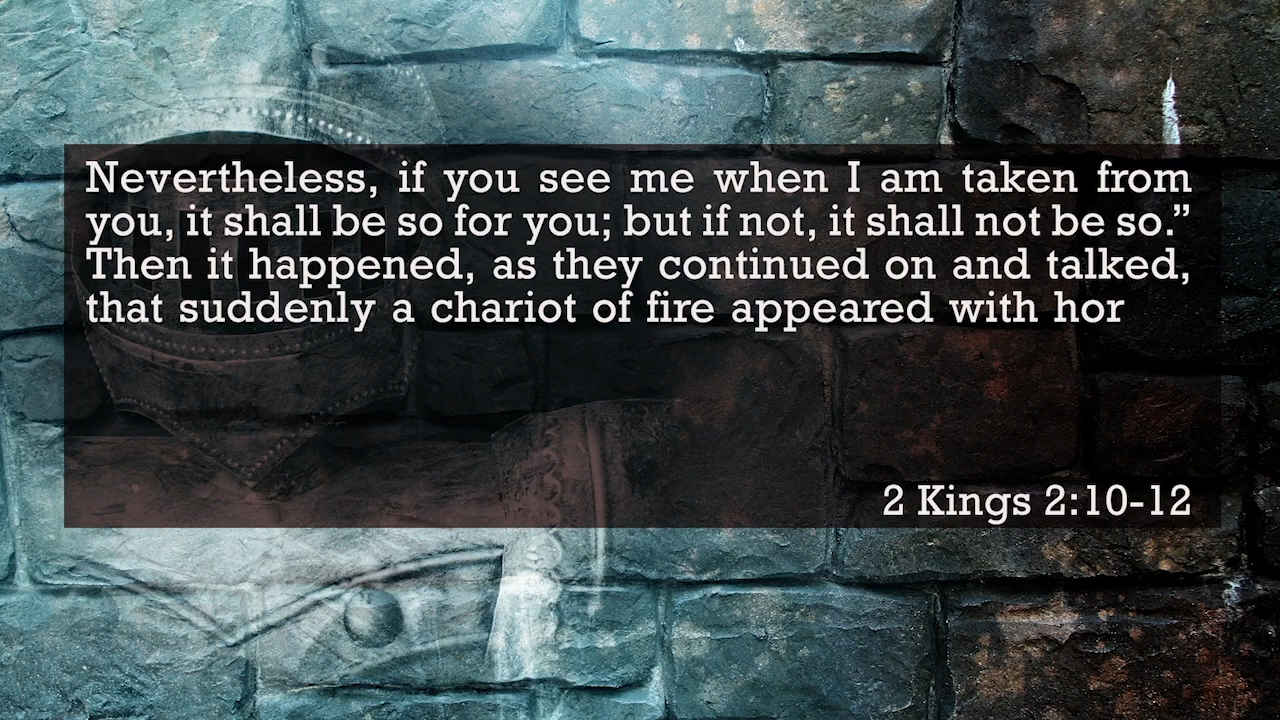 Nevertheless, if you see me when I am taken from
you, it shall be so for you; but if not, it shall not be so.”
Then it happened, as they continued on and talked,
that suddenly a chariot of fire appeared with hor
2 Kings 2:10-12